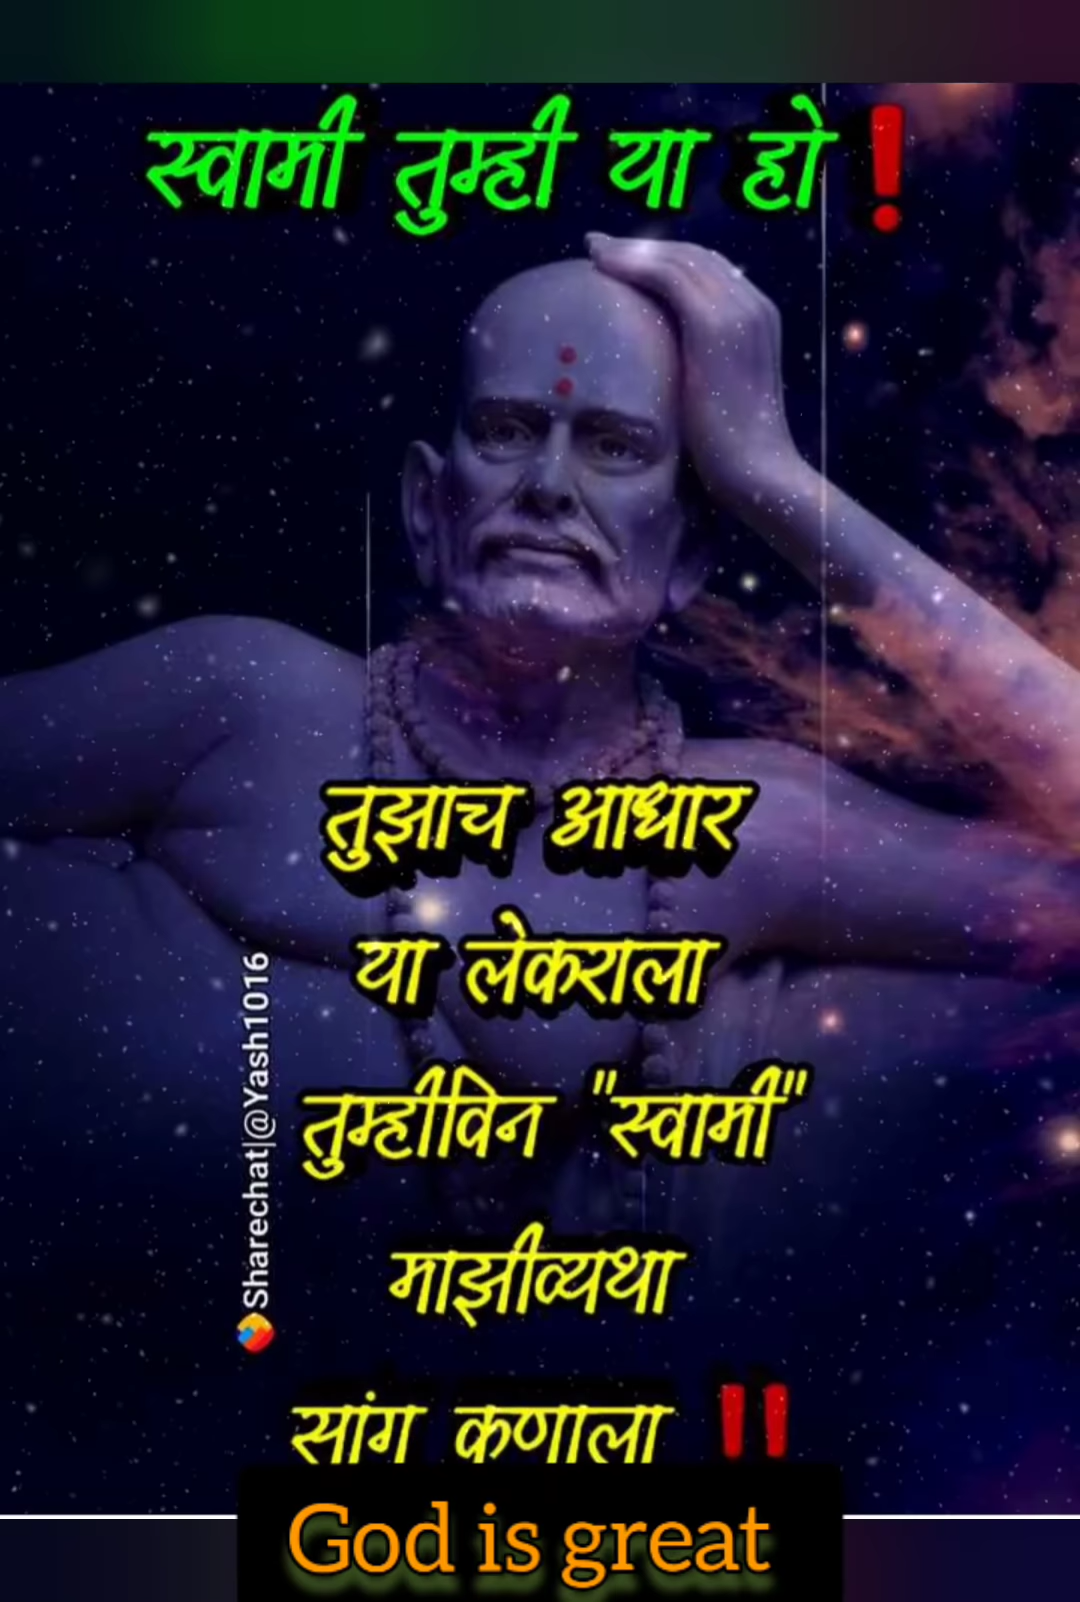 स्वामी तुम्ही या हो❗
तुझाच आधार
या लेकराला
तुम्हीविन "स्वामी"
माझीव्यथा
सांग कणाला ‼
Sharechat|@Yash1016
God is great